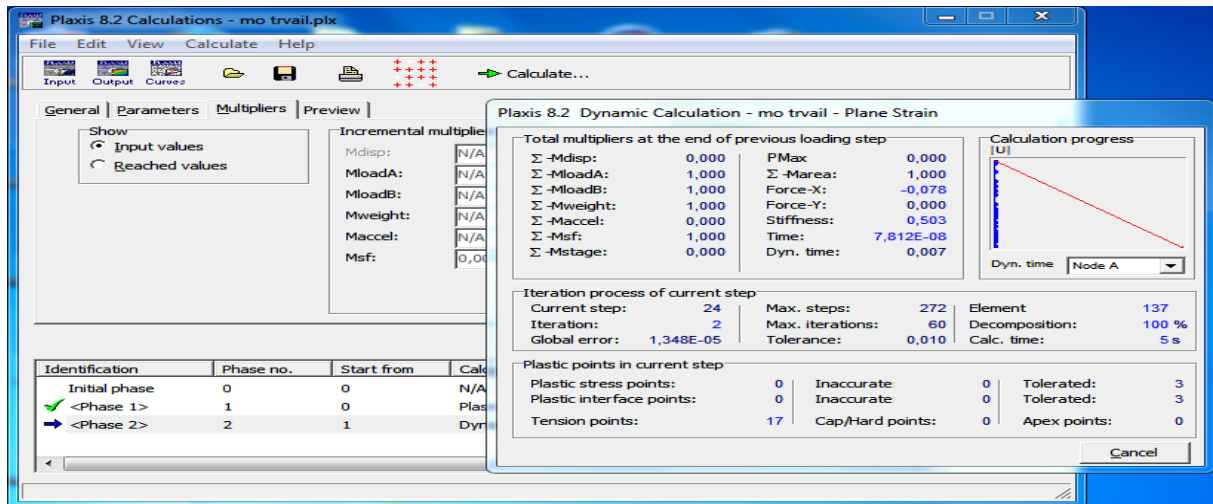 Plaxis 8.2 Calculations - mo trvail.plx
File Edit View Calculate Help
Input Output Curves Calculate...
General Parameters Multipliers Preview
Show
Input values
Reached values
Incremental multiplie
Mdisp: N/A
MloadA: N/A
MloadB: N/A
Mweight: N/A
Maccel: N/A
Msf: 0,00
Identification Phase no. Start from Calc
Initial phase 0 0 N/A
<Phase 1> 1 0 Plas
<Phase 2> 2 1 Dyn
Plaxis 8.2 Dynamic Calculation - mo trvail - Plane Strain
Total multipliers at the end of previous loading step
Σ -Mdisp: 0,000 PMax 0,000
Σ -MloadA: 1,000 Σ -Marea: 1,000
Σ -MloadB: 1,000 Force-X: -0,078
Σ -Mweight: 1,000 Force-Y: 0,000
Σ -Maccel: 0,000 Stiffness: 0,503
Σ -Msf: 1,000 Time: 7,812E-08
Σ -Mstage: 0,000 Dyn. time: 0,007
Calculation progress
|U|
Dyn. time Node A
Iteration process of current step
Current step: 24 Max. steps: 272 Element 137
Iteration: 2 Max. iterations: 60 Decomposition: 100 %
Global error: 1,348E-05 Tolerance: 0,010 Calc. time: 5 s
Plastic points in current step
Plastic stress points: 0 Inaccurate 0 Tolerated: 3
Plastic interface points: 0 Inaccurate 0 Tolerated: 3
Tension points: 17 Cap/Hard points: 0 Apex points: 0
Cancel